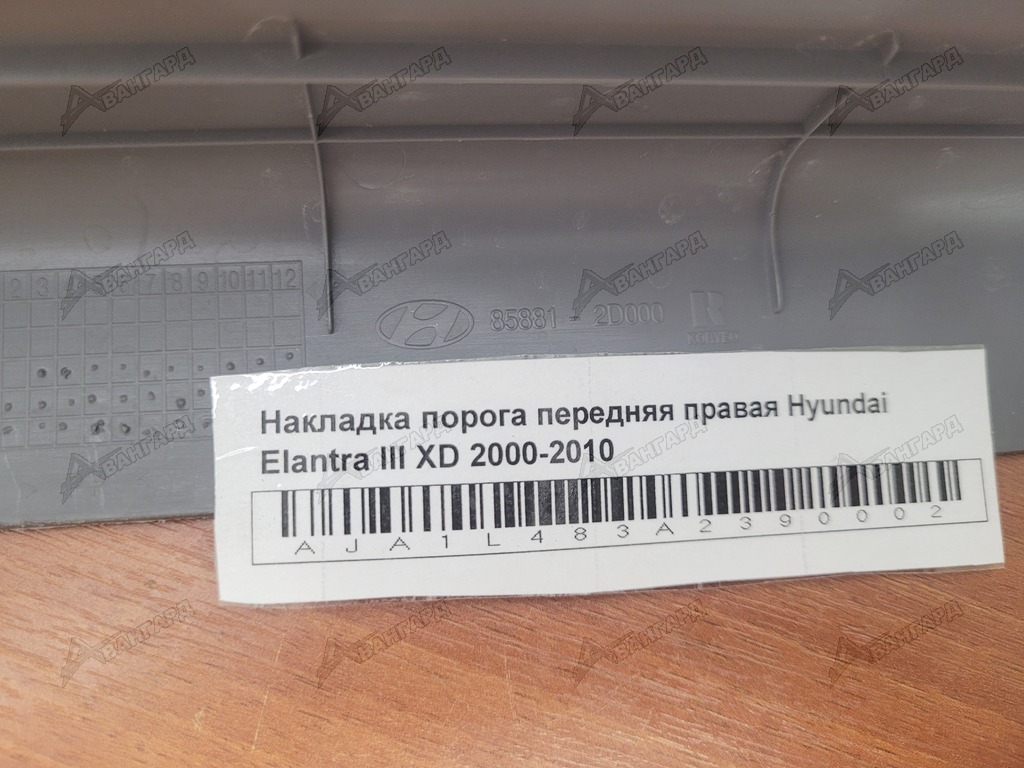 2 3 7 8 9 10 11 12
85881 - 2D000
R
Накладка порога передняя правая Hyundai
Elantra III XD 2000-2010
AJA1L483A2390002
АВАНГАРД